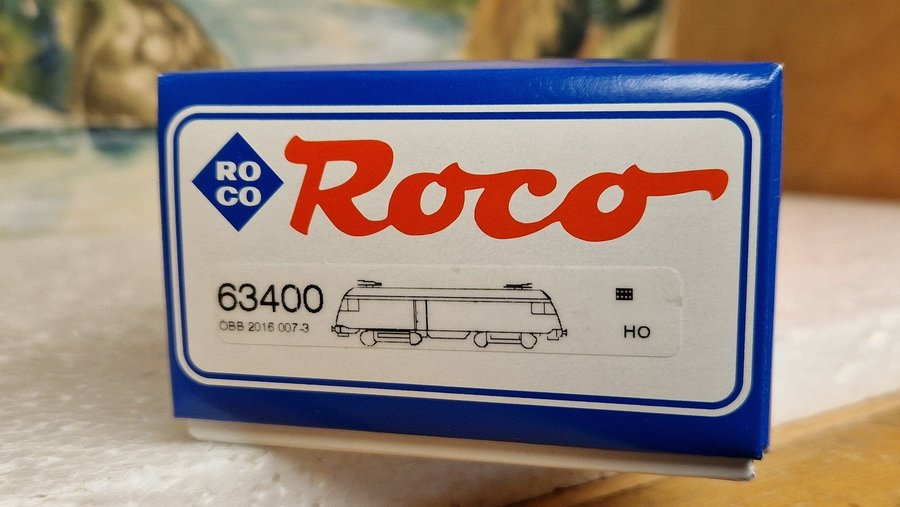 RO
CO
Roco
63400
ÖBB 2016 007-3
HO